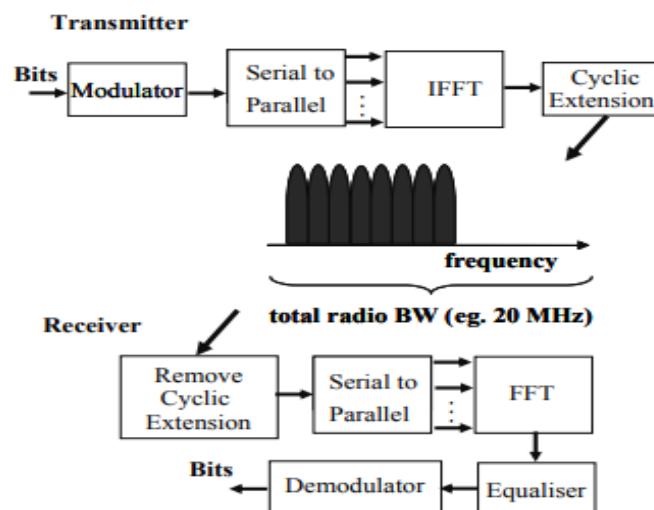 Transmitter
Bits
Modulator
Serial to
Parallel
IFFT
Cyclic
Extension
frequency
total radio BW (eg. 20 MHz)
Receiver
Remove
Cyclic
Extension
Serial to
Parallel
FFT
Bits
Demodulator
Equaliser